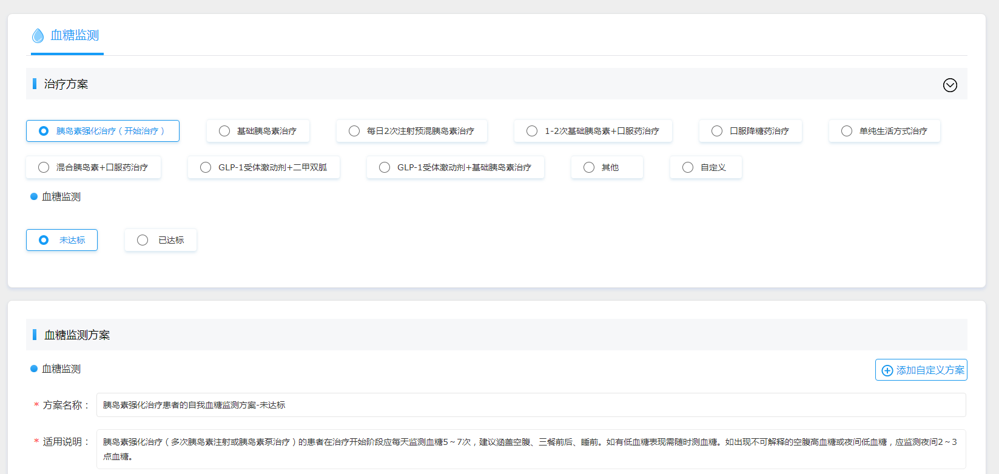 血糖监测
治疗方案
胰岛素强化治疗（开始治疗） 基础胰岛素治疗 每日2次注射预混胰岛素治疗 1-2次基础胰岛素+口服药治疗 口服降糖药治疗 单纯生活方式治疗
混合胰岛素+口服药治疗 GLP-1受体激动剂+二甲双胍 GLP-1受体激动剂+基础胰岛素治疗 其他 自定义
血糖监测
未达标 已达标
血糖监测方案
血糖监测 添加自定义方案
* 方案名称： 胰岛素强化治疗患者的自我血糖监测方案-未达标
* 适用说明： 胰岛素强化治疗（多次胰岛素注射或胰岛素泵治疗）的患者在治疗开始阶段应每天监测血糖5～7次，建议涵盖空腹、三餐前后、睡前。如有低血糖表现需随时测血糖。如出现不可解释的空腹高血糖或夜间低血糖，应监测夜间2～3
点血糖。